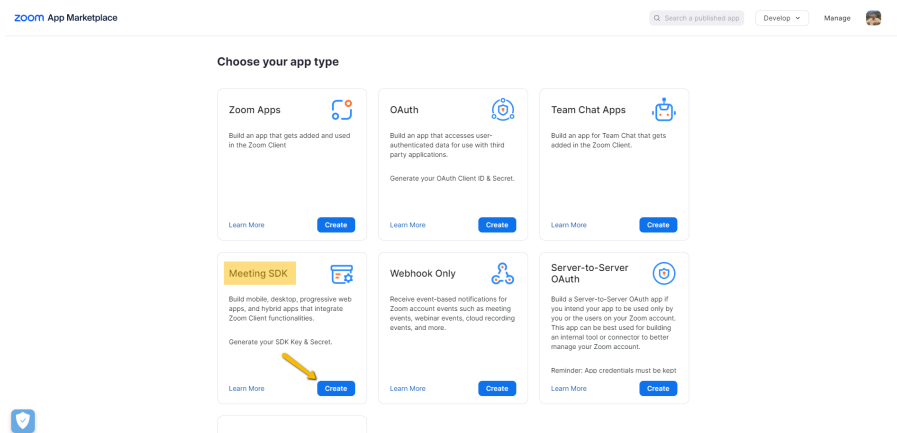 zoom App Marketplace
Search a published app
Develop
Manage
Choose your app type
Zoom Apps
Build an app that gets added and used
in the Zoom Client
Learn More
Create
OAuth
Build an app that accesses user-
authenticated data for use with third
party applications.
Generate your OAuth Client ID & Secret.
Learn More
Create
Team Chat Apps
Build an app for Team Chat that gets
added in the Zoom Client.
Learn More
Create
Meeting SDK
Build mobile, desktop, progressive web
apps, and hybrid apps that integrate
Zoom Client functionalities.
Generate your SDK Key & Secret.
Learn More
Create
Webhook Only
Receive event-based notifications for
Zoom account events such as meeting
events, webinar events, cloud recording
events, and more.
Learn More
Create
Server-to-Server
OAuth
Build a Server-to-Server OAuth app if
you intend your app to be used only by
you or the users on your Zoom account.
This app can be best used for building
an internal tool or connector to better
manage your Zoom account.
Reminder: App credentials must be kept
Learn More
Create